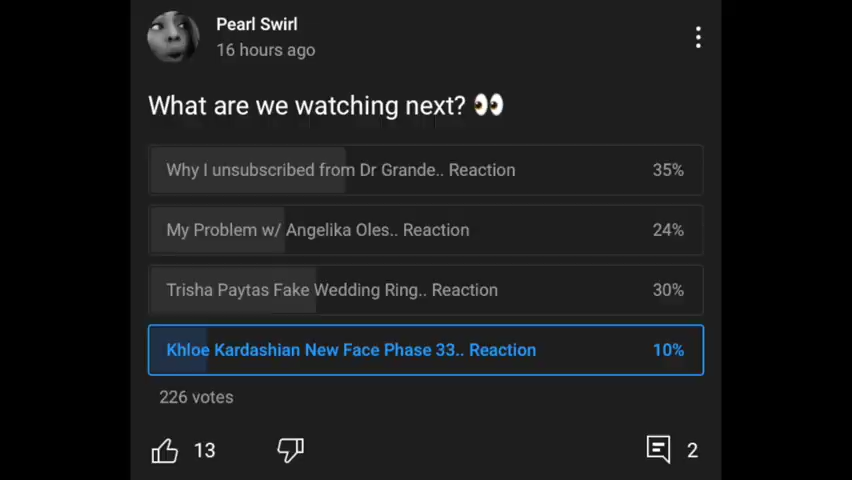 Pearl Swirl
16 hours ago
What are we watching next? 👀
Why I unsubscribed from Dr Grande.. Reaction 35%
My Problem w/ Angelika Oles.. Reaction 24%
Trisha Paytas Fake Wedding Ring.. Reaction 30%
Khloe Kardashian New Face Phase 33.. Reaction 10%
226 votes
13 2